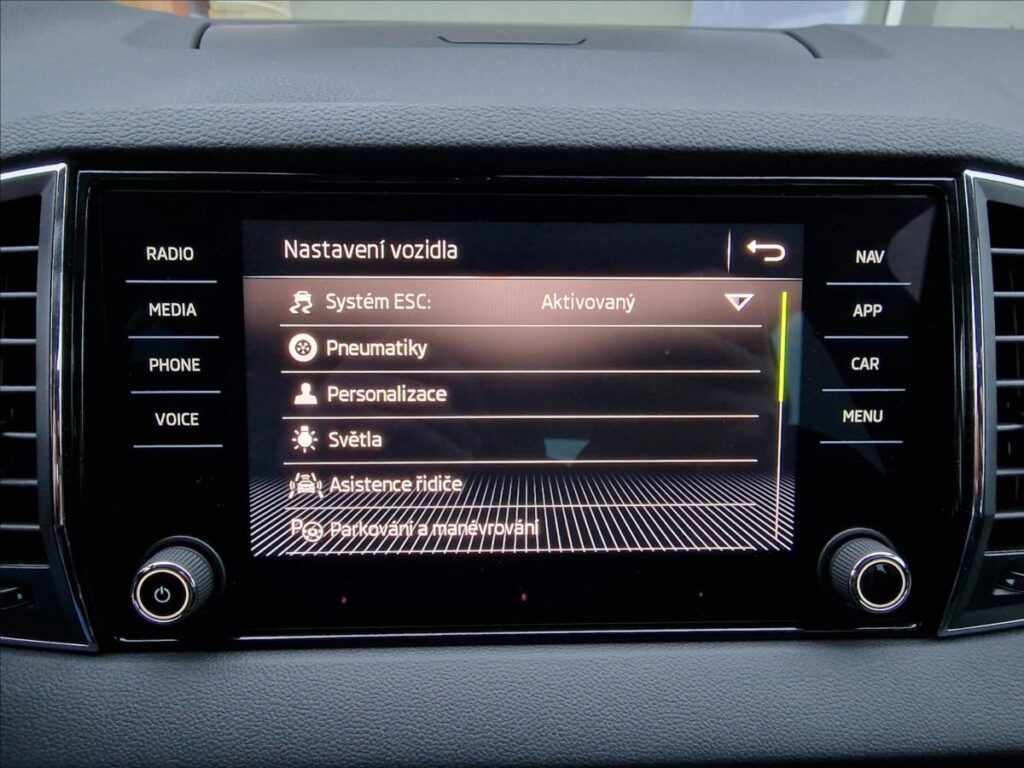 RADIO
MEDIA
PHONE
VOICE
Nastavení vozidla
Systém ESC: Aktivovaný
Pneumatiky
Personalizace
Světla
Asistence řidiče
Parkování a manévrování
NAV
APP
CAR
MENU